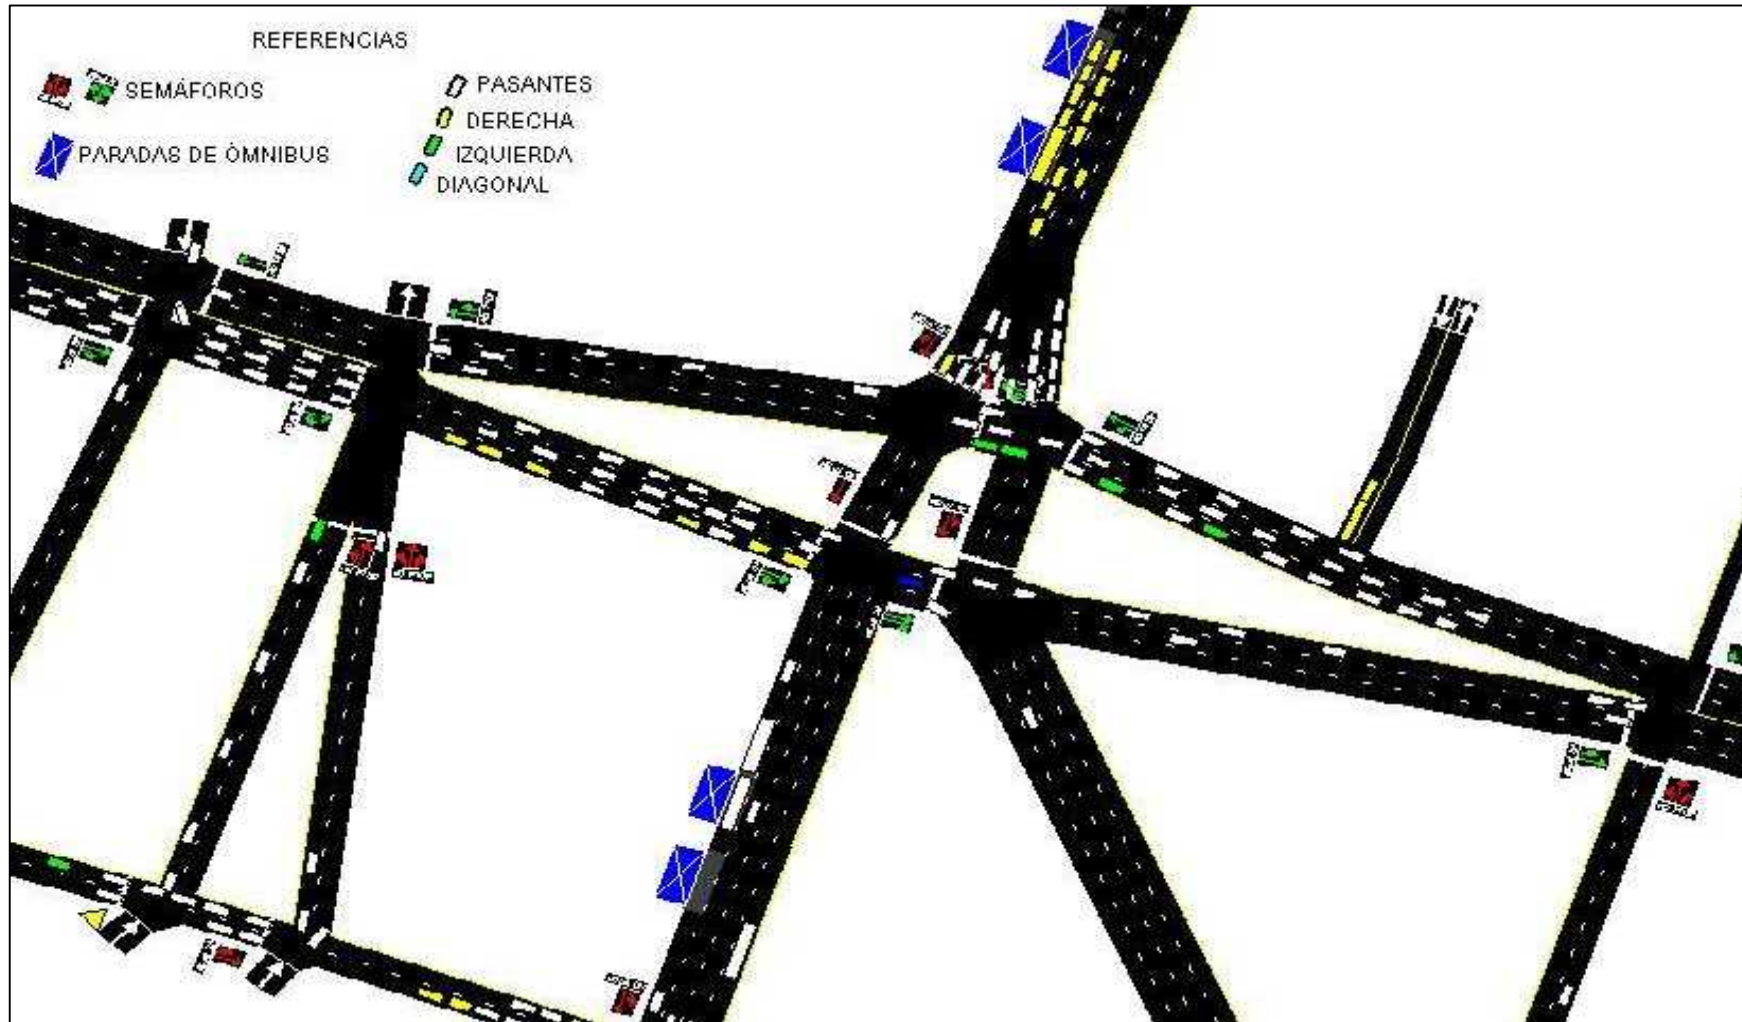 REFERENCIAS
SEMÁFOROS
PARADAS DE ÓMNIBUS
PASANTES
DERECHA
IZQUIERDA
DIAGONAL